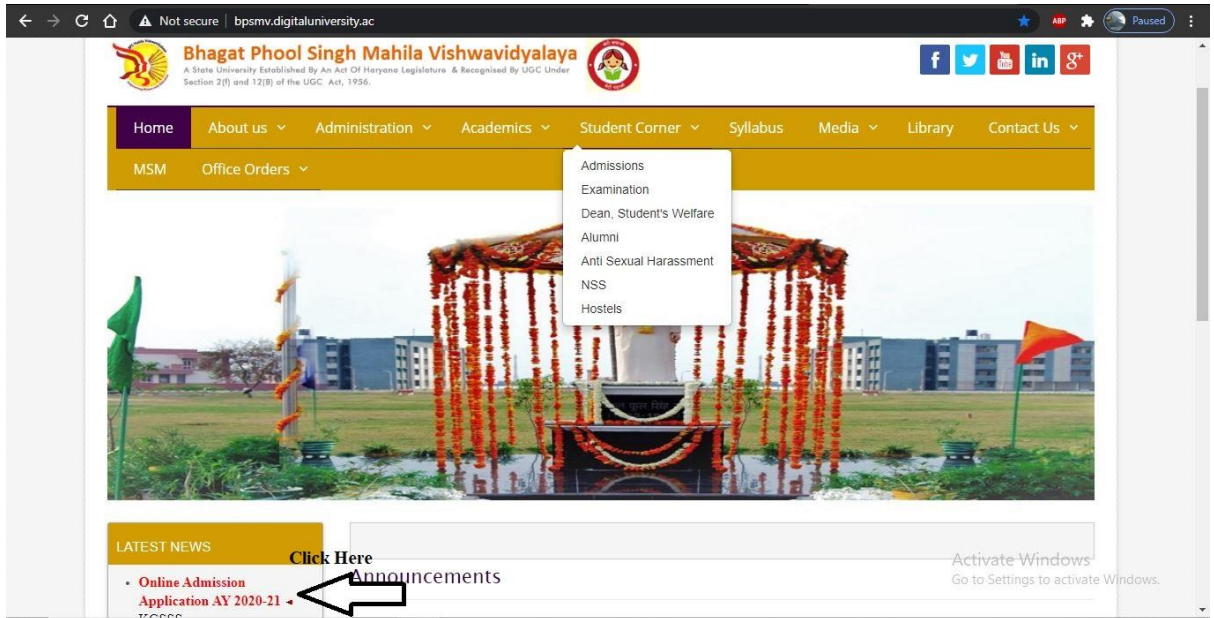 Not secure | bpsmv.digitaluniversity.ac
ABP
Paused
Bhagat Phool Singh Mahila Vishwavidyalaya
A State University Established By An Act Of Haryana Legislature & Recognised By UGC Under
Section 2(f) and 12(B) of the UGC Act, 1956.
f
You Tube
in
g+
Home About us Administration Academics Student Corner Syllabus Media Library Contact Us
MSM Office Orders
Admissions
Examination
Dean, Student's Welfare
Alumni
Anti Sexual Harassment
NSS
Hostels
LATEST NEWS
Click Here
Announcements
• Online Admission
Application AY 2020-21
Activate Windows
Go to Settings to activate Windows.